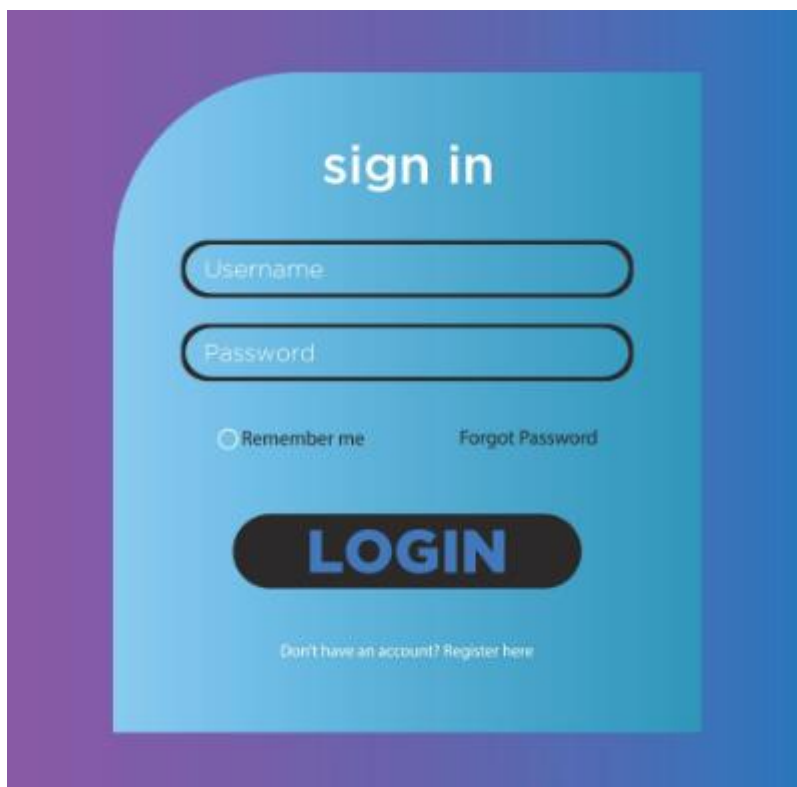 sign in
Username
Password
Remember me Forgot Password
LOGIN
Don't have an account? Register here